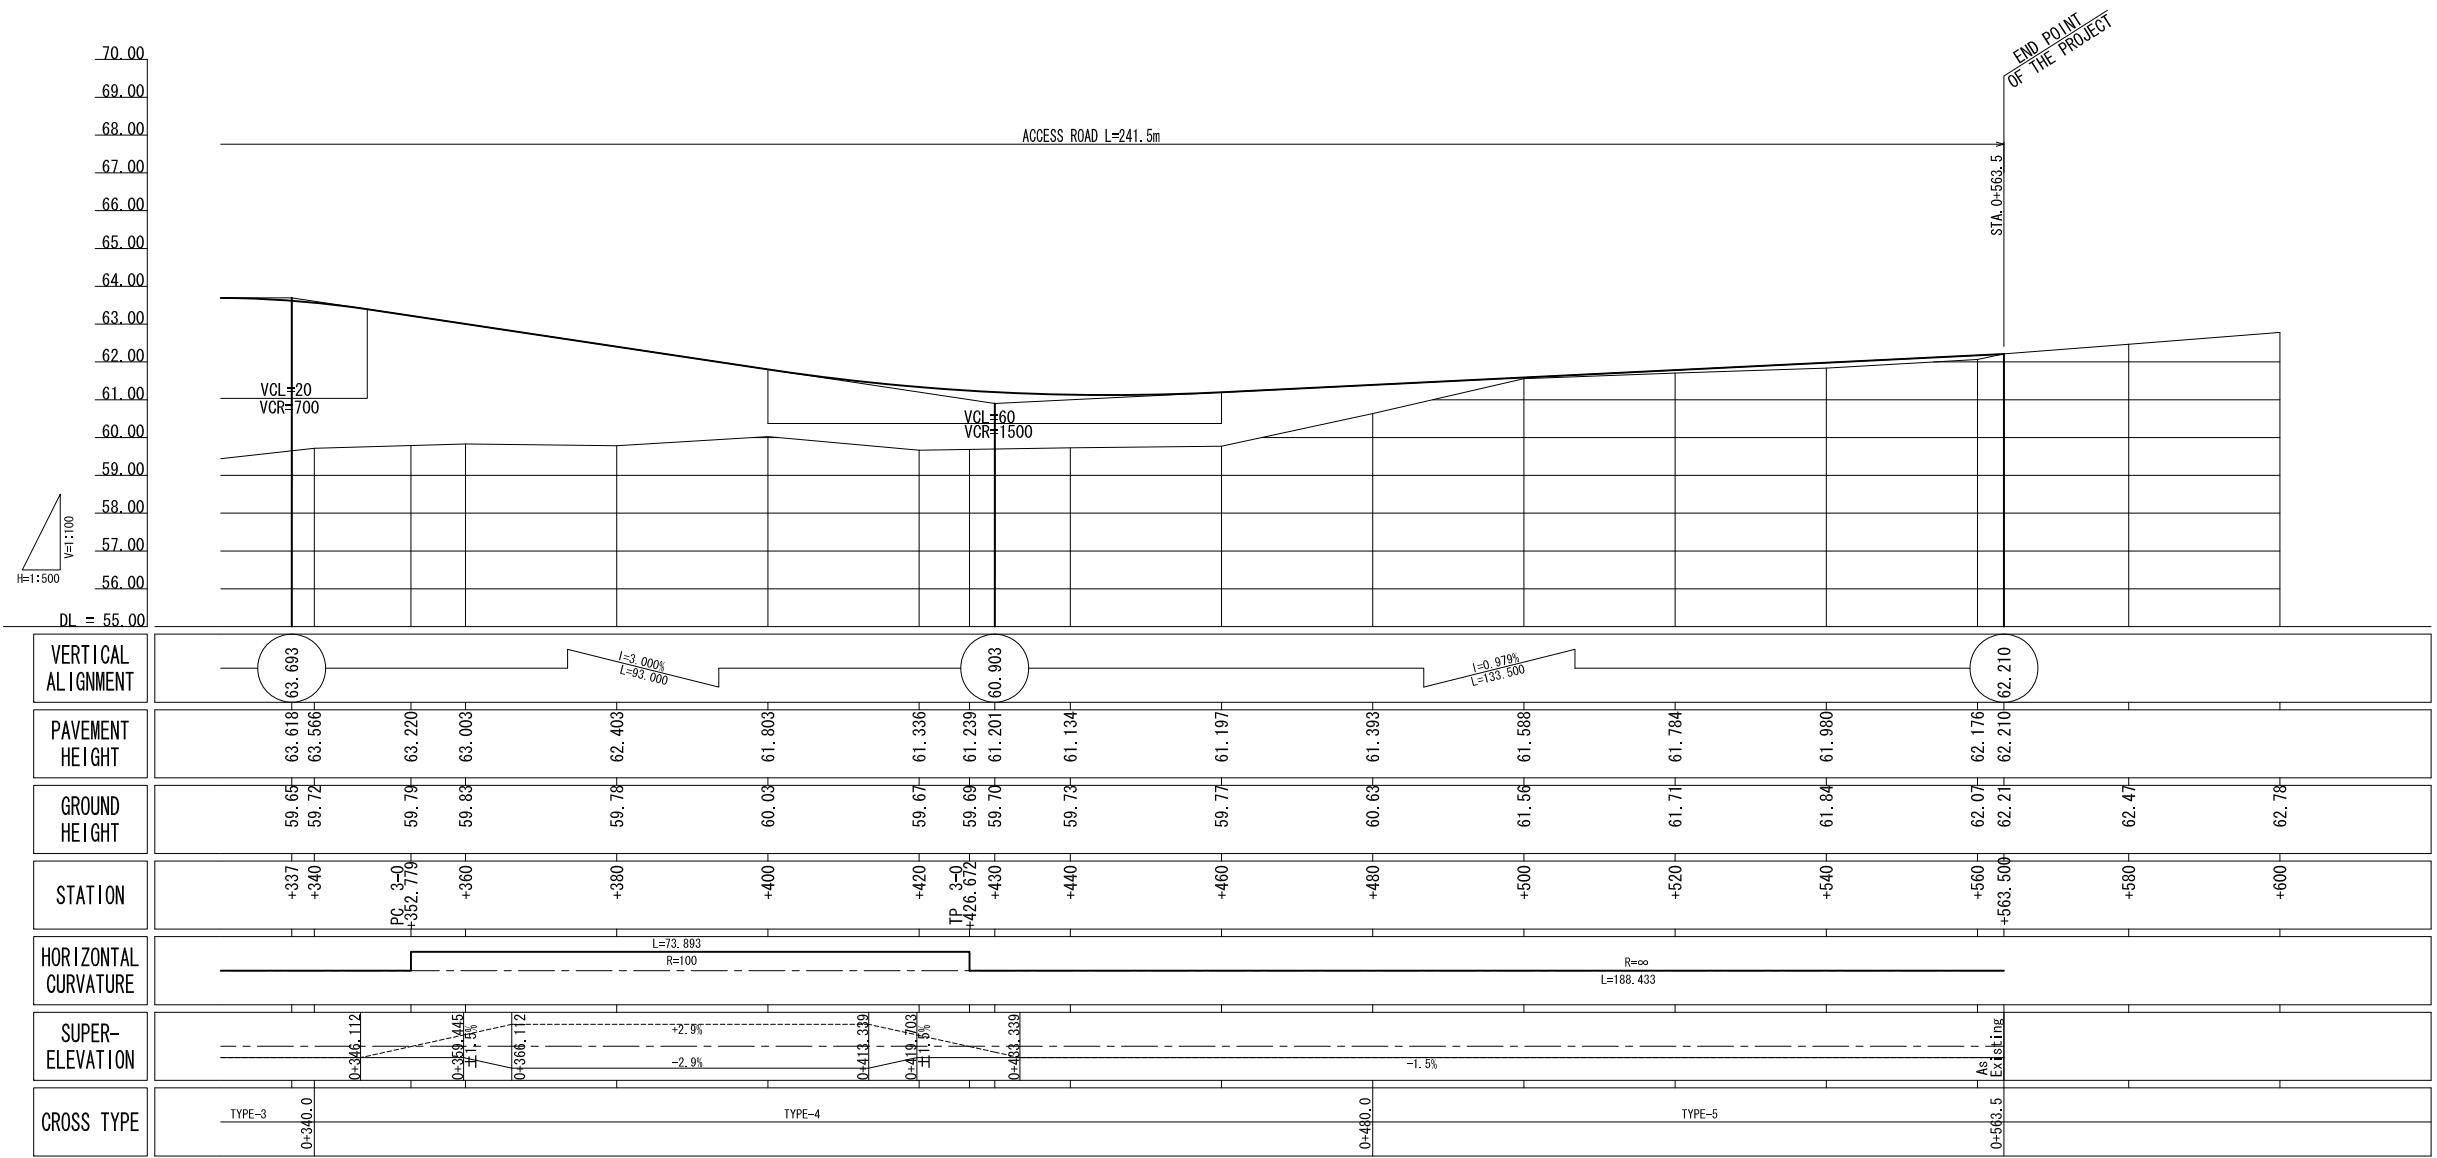 END POINT
OF THE PROJECT
70.00
69.00
68.00
67.00
66.00
65.00
64.00
63.00
62.00
61.00
60.00
59.00
58.00
57.00
56.00
DL = 55.00
ACCESS ROAD L=241.5m
STA.0+563.5
VCL=20
VCR=700
VCL=60
VCR=1500
V=1:100
H=1:500
VERTICAL
ALIGNMENT
63.693
I=3.000%
L=93.000
60.903
I=0.979%
L=133.500
62.210
PAVEMENT
HEIGHT
63.618
63.566
63.220
63.003
62.403
61.803
61.336
61.239
61.201
61.134
61.197
61.393
61.588
61.784
61.980
62.176
62.210
GROUND
HEIGHT
59.65
59.72
59.79
59.83
59.78
60.03
59.67
59.69
59.70
59.73
59.77
60.63
61.56
61.71
61.84
62.07
62.21
62.47
62.78
STATION
+337
+340
PC 3-0
+352.779
+360
+380
+400
+420
TP 3-0
+426.672
+430
+440
+460
+480
+500
+520
+540
+560
+563.500
+580
+600
HORIZONTAL
CURVATURE
L=73.893
R=100
R=∞
L=188.433
SUPER-
ELEVATION
0+346.112
0+359.445
±1.5%
0+366.112
+2.9%
-2.9%
0+413.339
0+419.703
±1.5%
0+433.339
-1.5%
As
Existing
CROSS TYPE
TYPE-3
0+340.0
TYPE-4
0+480.0
TYPE-5
0+563.5